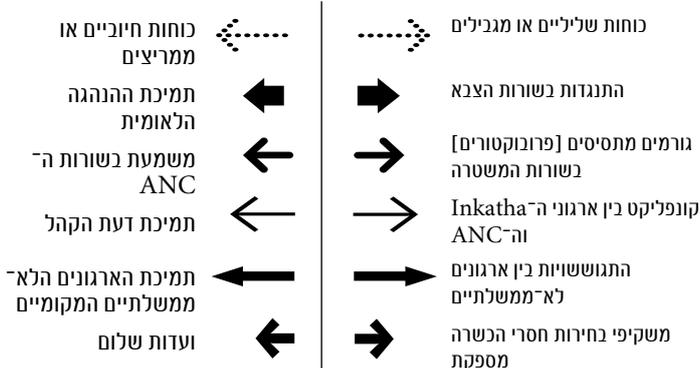 כוחות שליליים או מגבילים
התנגדות בשורות הצבא
גורמים מתסיסים [פרובוקטורים]
בשורות המשטרה
קונפליקט בין ארגוני ה־Inkatha
וה־ANC
התגוששויות בין ארגונים
לא־ממשלתיים
משקיפי בחירות חסרי הכשרה
מספקת
כוחות חיוביים או
ממריצים
תמיכת ההנהגה
הלאומית
משמעת בשורות ה־
ANC
תמיכת דעת הקהל
תמיכת הארגונים הלא־
ממשלתיים המקומיים
ועדות שלום